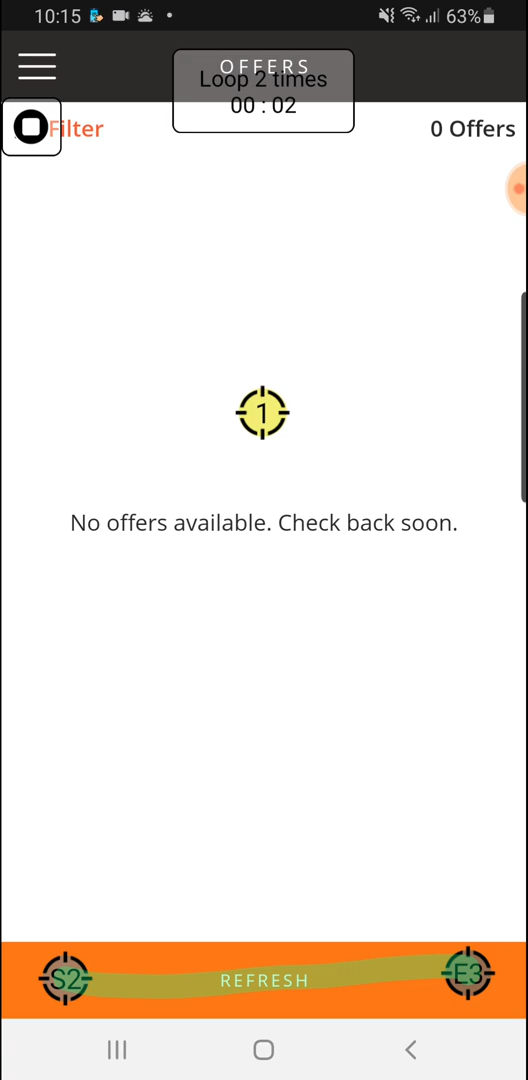 10:15
63%
OFFERS
Loop 2 times
00 : 02
Filter
0 Offers
1
No offers available. Check back soon.
S2
REFRESH
E3